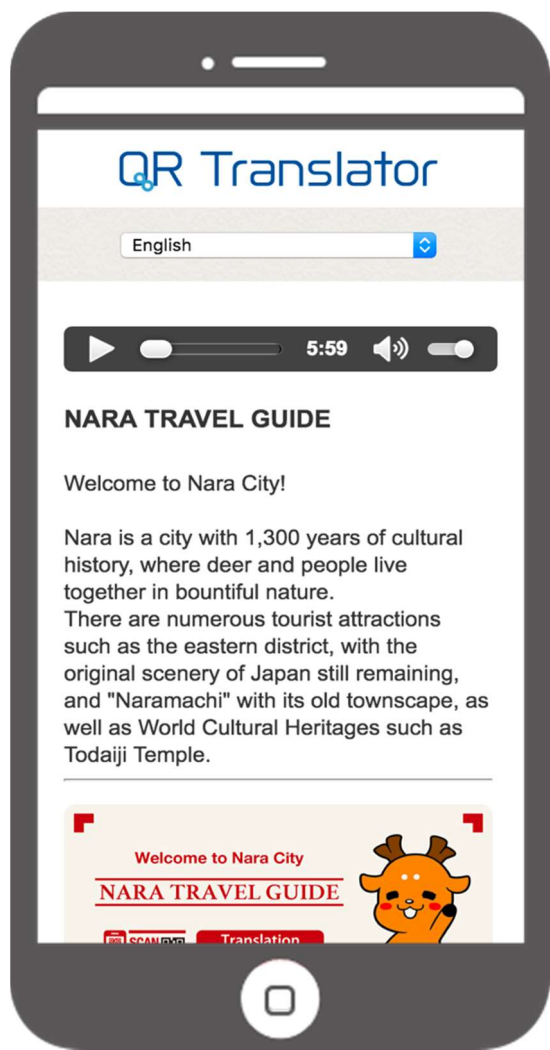 QR Translator
English
5:59
NARA TRAVEL GUIDE
Welcome to Nara City!
Nara is a city with 1,300 years of cultural
history, where deer and people live
together in bountiful nature.
There are numerous tourist attractions
such as the eastern district, with the
original scenery of Japan still remaining,
and "Naramachi" with its old townscape, as
well as World Cultural Heritages such as
Todaiji Temple.
Welcome to Nara City
NARA TRAVEL GUIDE
SCAN
Translation